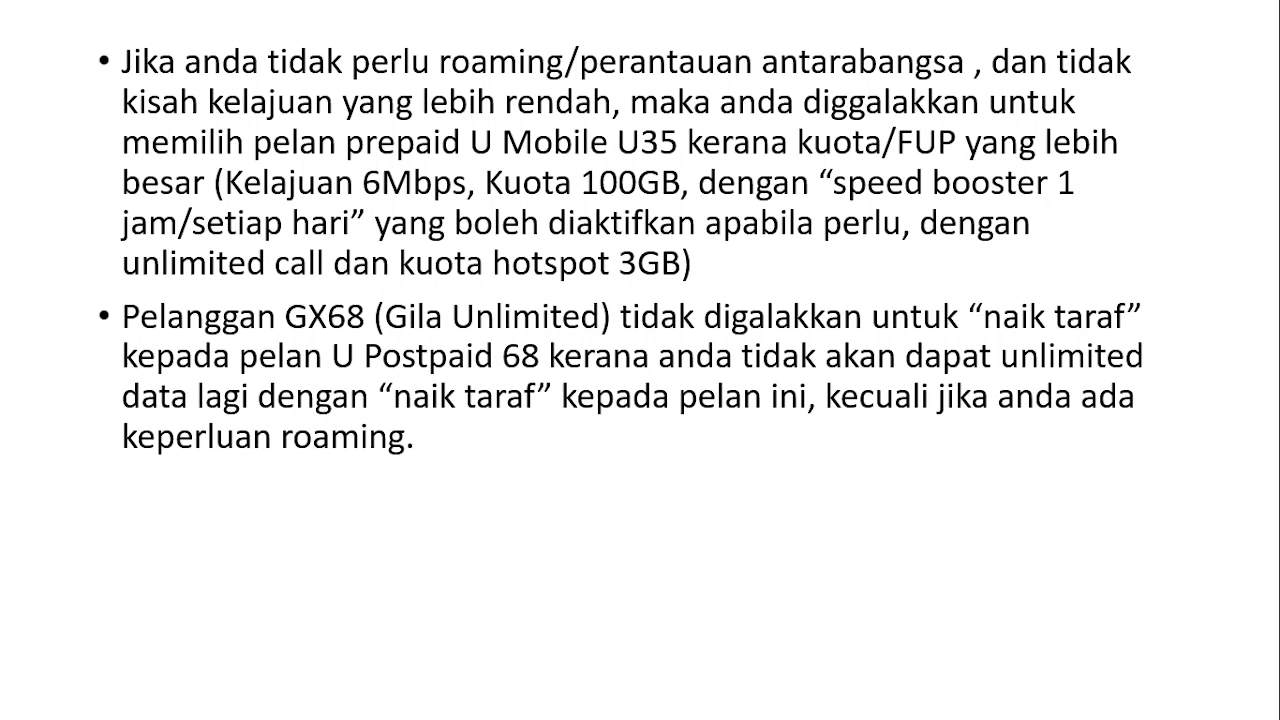 • Jika anda tidak perlu roaming/perantauan antarabangsa , dan tidak
kisah kelajuan yang lebih rendah, maka anda diggalakkan untuk
memilih pelan prepaid U Mobile U35 kerana kuota/FUP yang lebih
besar (Kelajuan 6Mbps, Kuota 100GB, dengan “speed booster 1
jam/setiap hari” yang boleh diaktifkan apabila perlu, dengan
unlimited call dan kuota hotspot 3GB)
• Pelanggan GX68 (Gila Unlimited) tidak digalakkan untuk “naik taraf”
kepada pelan U Postpaid 68 kerana anda tidak akan dapat unlimited
data lagi dengan “naik taraf” kepada pelan ini, kecuali jika anda ada
keperluan roaming.